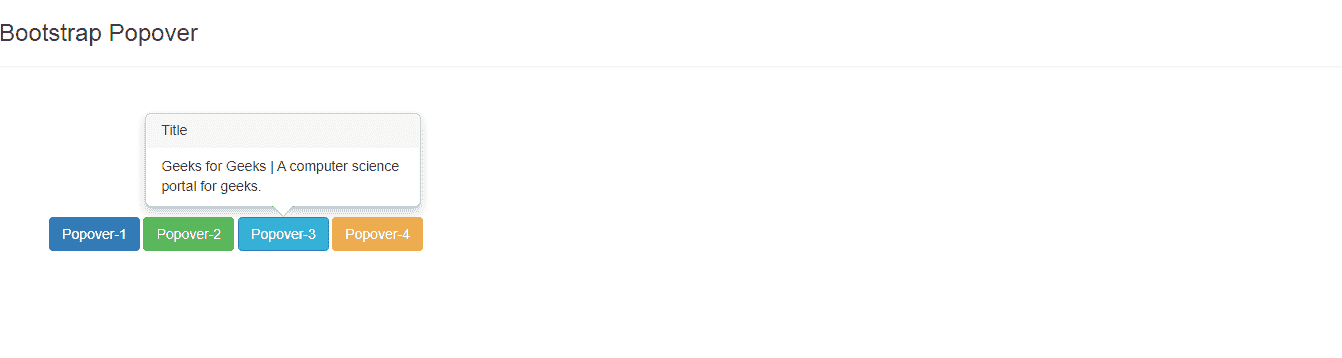 Bootstrap Popover
Title
Geeks for Geeks | A computer science
portal for geeks.
Popover-1 Popover-2 Popover-3 Popover-4